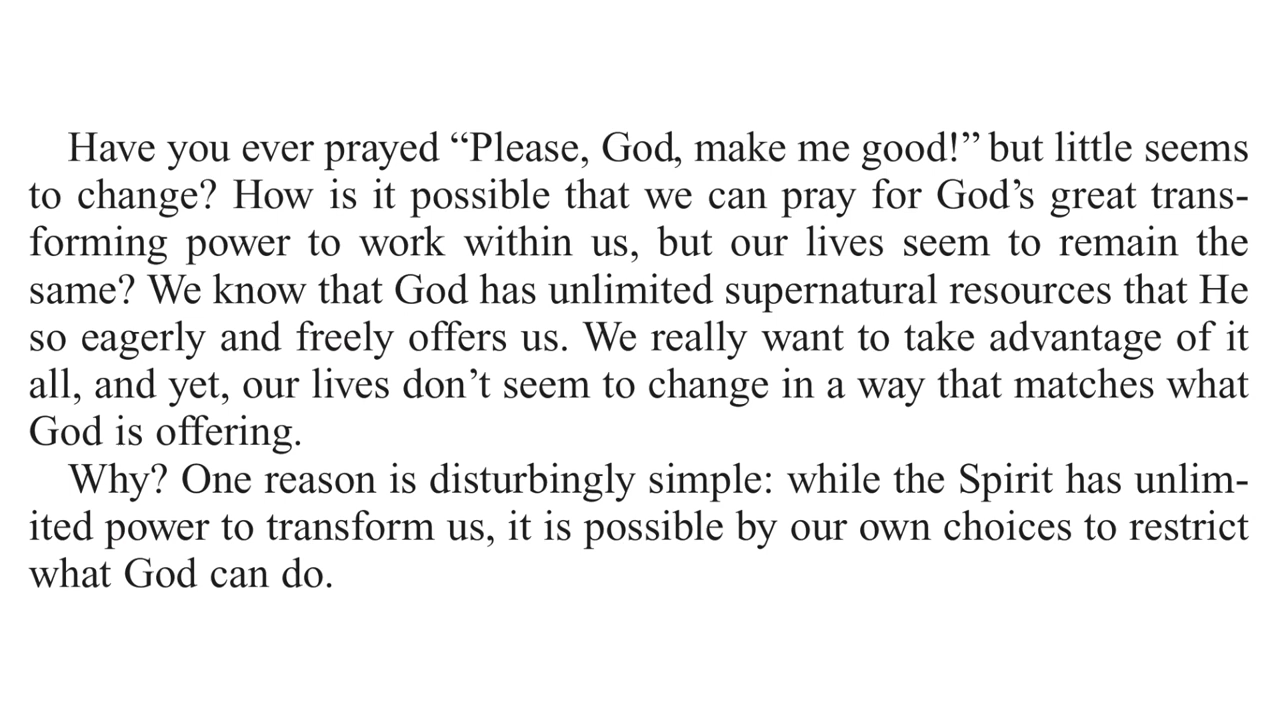 Have you ever prayed “Please, God, make me good!” but little seems
to change? How is it possible that we can pray for God’s great trans-
forming power to work within us, but our lives seem to remain the
same? We know that God has unlimited supernatural resources that He
so eagerly and freely offers us. We really want to take advantage of it
all, and yet, our lives don’t seem to change in a way that matches what
God is offering.
Why? One reason is disturbingly simple: while the Spirit has unlim-
ited power to transform us, it is possible by our own choices to restrict
what God can do.